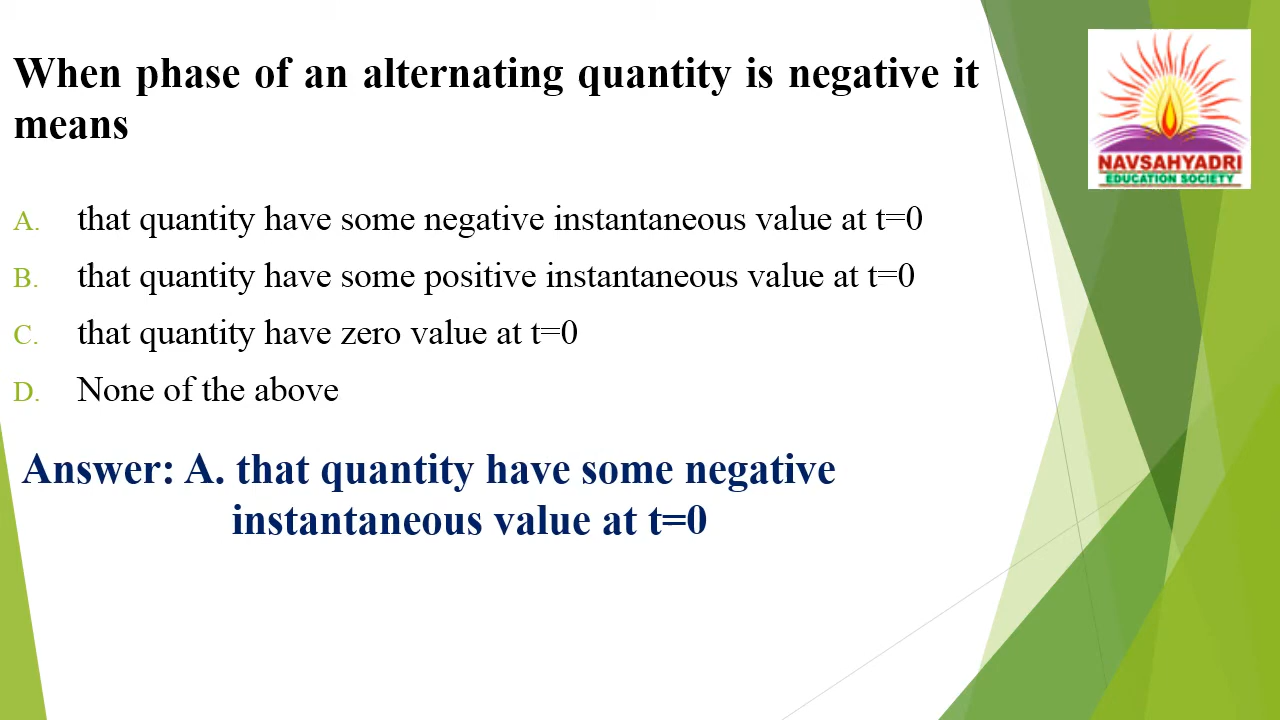 When phase of an alternating quantity is negative it
means
NAVSAHYADRI
EDUCATION SOCIETY
A. that quantity have some negative instantaneous value at t=0
B. that quantity have some positive instantaneous value at t=0
C. that quantity have zero value at t=0
D. None of the above
Answer: A. that quantity have some negative
instantaneous value at t=0